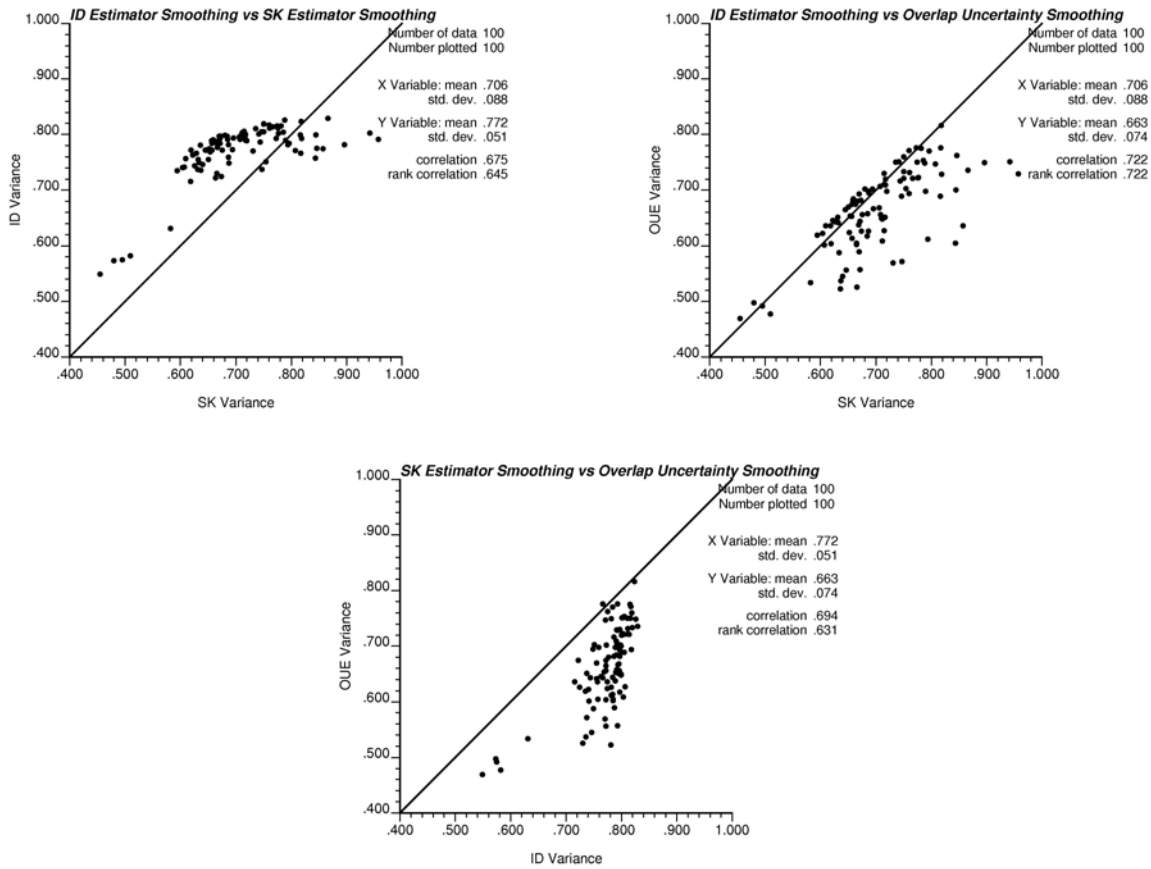 ID Estimator Smoothing vs SK Estimator Smoothing
Number of data 100
Number plotted 100
X Variable: mean .706
std. dev. .088
Y Variable: mean .772
std. dev. .051
correlation .675
rank correlation .645
ID Variance
1.000
.900
.800
.700
.600
.500
.400
.400 .500 .600 .700 .800 .900 1.000
SK Variance
ID Estimator Smoothing vs Overlap Uncertainty Smoothing
Number of data 100
Number plotted 100
X Variable: mean .706
std. dev. .088
Y Variable: mean .663
std. dev. .074
correlation .722
rank correlation .722
OUE Variance
1.000
.900
.800
.700
.600
.500
.400
.400 .500 .600 .700 .800 .900 1.000
SK Variance
SK Estimator Smoothing vs Overlap Uncertainty Smoothing
Number of data 100
Number plotted 100
X Variable: mean .772
std. dev. .051
Y Variable: mean .663
std. dev. .074
correlation .694
rank correlation .631
OUE Variance
1.000
.900
.800
.700
.600
.500
.400
.400 .500 .600 .700 .800 .900 1.000
ID Variance